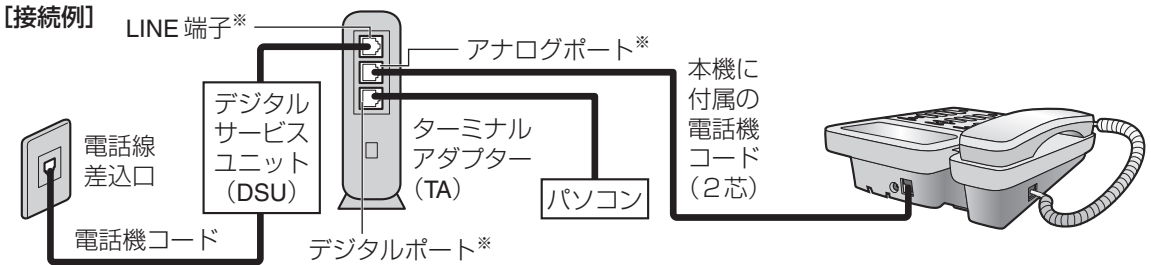 [接続例]
LINE 端子※
アナログポート※
デジタル
サービス
ユニット
（DSU）
電話線
差込口
電話機コード
ターミナル
アダプター
（TA）
デジタルポート※
パソコン
本機に
付属の
電話機
コード
（２芯）